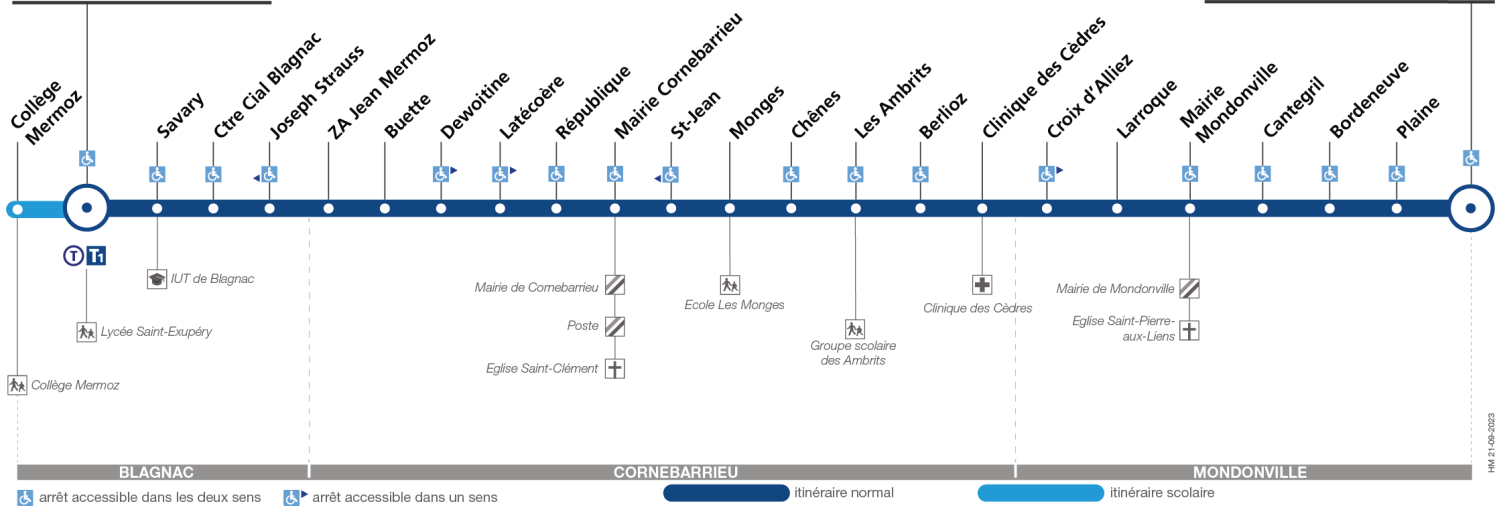 Collège
Mermoz
Savary
Ctre Cial Blagnac
Joseph Strauss
ZA Jean Mermoz
Buette
Dewoitine
Latécoère
République
Mairie Cornebarrieu
St-Jean
Monges
Chênes
Les Ambrits
Berlioz
Clinique des Cèdres
Croix d'Alliez
Larroque
Mairie
Mondonville
Cantegril
Bordeneuve
Plaine
T T1
IUT de Blagnac
Lycée Saint-Exupéry
Collège Mermoz
Mairie de Cornebarrieu
Poste
Eglise Saint-Clément
Ecole Les Monges
Groupe scolaire
des Ambrits
Clinique des Cèdres
Mairie de Mondonville
Eglise Saint-Pierre-
aux-Liens
HM 21-09-2023
BLAGNAC
CORNEBARRIEU
MONDONVILLE
arrêt accessible dans les deux sens
arrêt accessible dans un sens
itinéraire normal
itinéraire scolaire